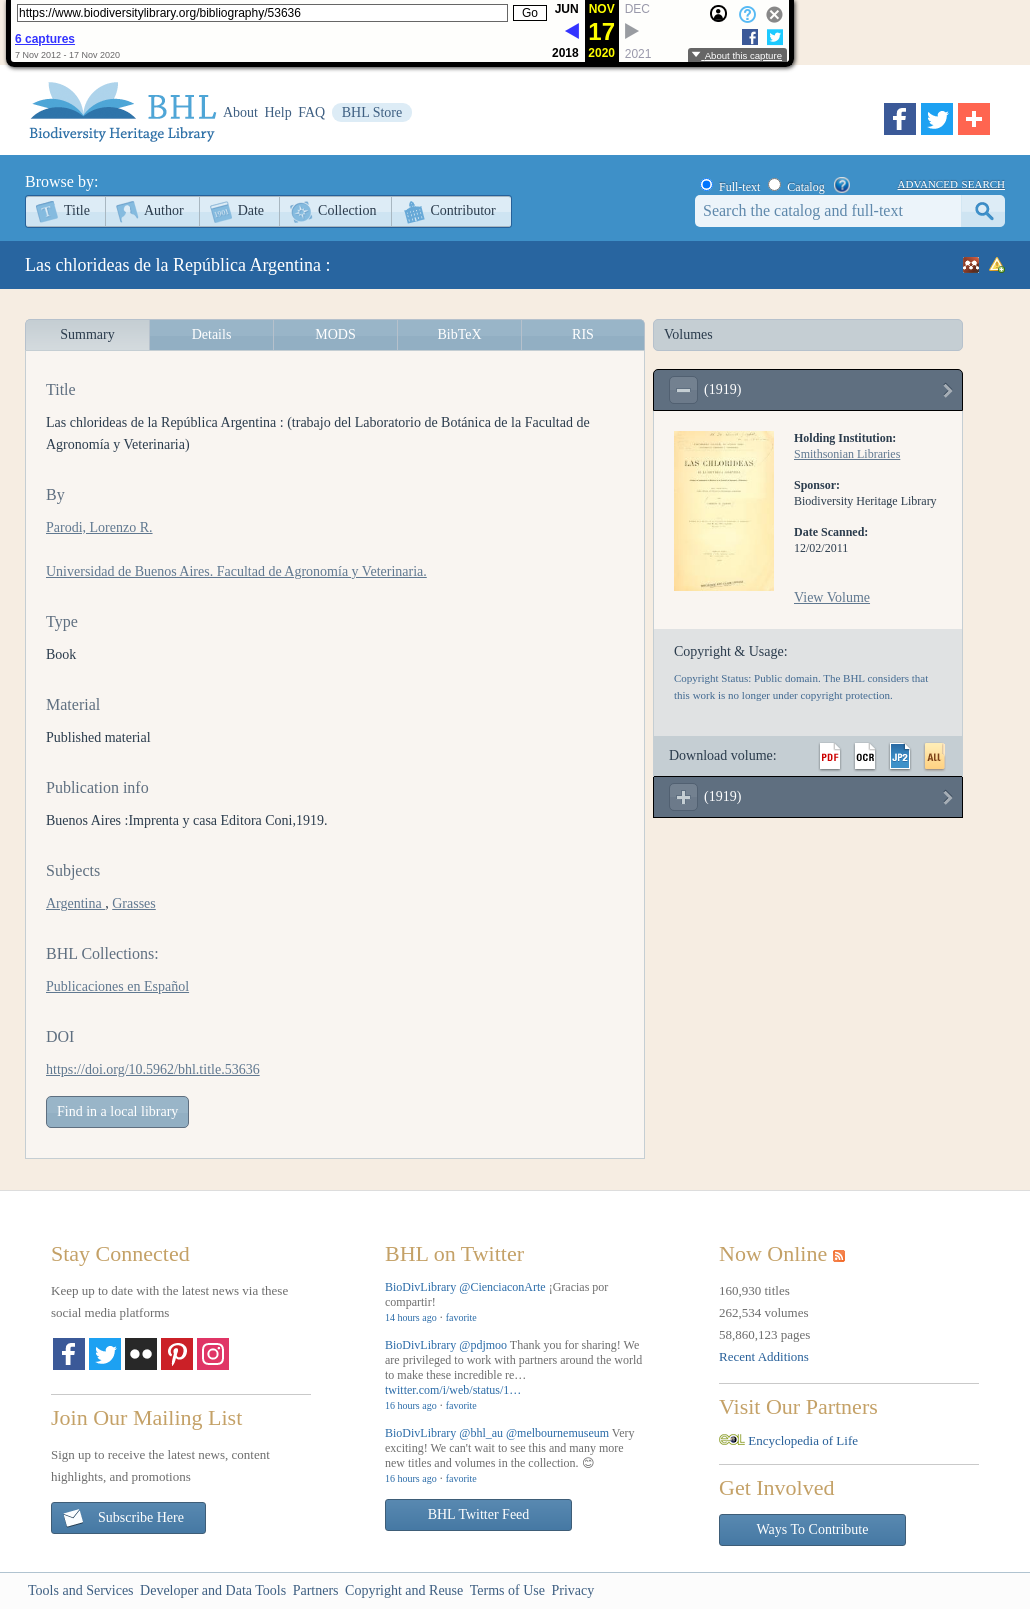 https://www.biodiversitylibrary.org/bibliography/53636
Go
JUN NOV DEC
17
2018 2020 2021
6 captures
7 Nov 2012 - 17 Nov 2020
About this capture
BHL
Biodiversity Heritage Library
About Help FAQ BHL Store
Browse by:
Title Author Date Collection Contributor
Full-text Catalog ADVANCED SEARCH
Search the catalog and full-text
Las chlorideas de la República Argentina :
Summary Details MODS BibTeX RIS
Title
Las chlorideas de la República Argentina : (trabajo del Laboratorio de Botánica de la Facultad de
Agronomía y Veterinaria)
By
Parodi, Lorenzo R.
Universidad de Buenos Aires. Facultad de Agronomía y Veterinaria.
Type
Book
Material
Published material
Publication info
Buenos Aires :Imprenta y casa Editora Coni,1919.
Subjects
Argentina , Grasses
BHL Collections:
Publicaciones en Español
DOI
https://doi.org/10.5962/bhl.title.53636
Find in a local library
Volumes
(1919)
LAS CHLORIDEAS
Holding Institution:
Smithsonian Libraries
Sponsor:
Biodiversity Heritage Library
Date Scanned:
12/02/2011
View Volume
Copyright & Usage:
Copyright Status: Public domain. The BHL considers that
this work is no longer under copyright protection.
Download volume: PDF OCR JP2 ALL
(1919)
Stay Connected
Keep up to date with the latest news via these
social media platforms
Join Our Mailing List
Sign up to receive the latest news, content
highlights, and promotions
Subscribe Here
BHL on Twitter
BioDivLibrary @CienciaconArte ¡Gracias por
compartir!
14 hours ago · favorite
BioDivLibrary @pdjmoo Thank you for sharing! We
are privileged to work with partners around the world
to make these incredible re…
twitter.com/i/web/status/1…
16 hours ago · favorite
BioDivLibrary @bhl_au @melbournemuseum Very
exciting! We can't wait to see this and many more
new titles and volumes in the collection. 😊
16 hours ago · favorite
BHL Twitter Feed
Now Online
160,930 titles
262,534 volumes
58,860,123 pages
Recent Additions
Visit Our Partners
Encyclopedia of Life
Get Involved
Ways To Contribute
Tools and Services Developer and Data Tools Partners Copyright and Reuse Terms of Use Privacy